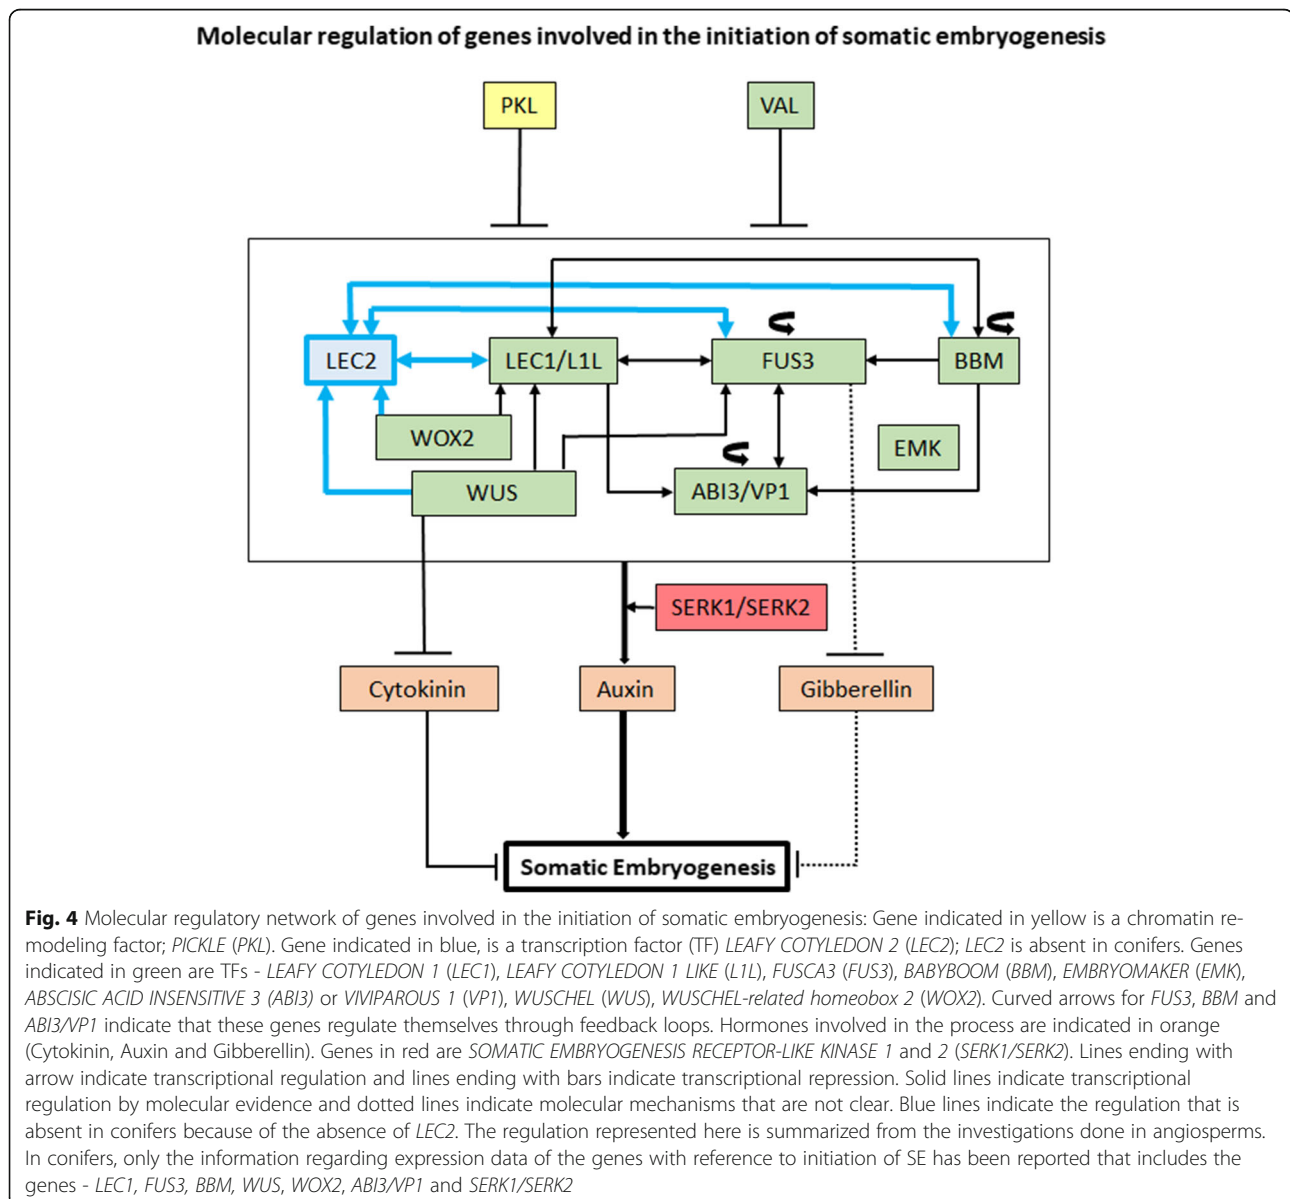 Molecular regulation of genes involved in the initiation of somatic embryogenesis
PKL
VAL
LEC2
LEC1/L1L
FUS3
BBM
WOX2
EMK
WUS
ABI3/VP1
SERK1/SERK2
Cytokinin
Auxin
Gibberellin
Somatic Embryogenesis
Fig. 4 Molecular regulatory network of genes involved in the initiation of somatic embryogenesis: Gene indicated in yellow is a chromatin re-
modeling factor; PICKLE (PKL). Gene indicated in blue, is a transcription factor (TF) LEAFY COTYLEDON 2 (LEC2); LEC2 is absent in conifers. Genes
indicated in green are TFs - LEAFY COTYLEDON 1 (LEC1), LEAFY COTYLEDON 1 LIKE (L1L), FUSCA3 (FUS3), BABYBOOM (BBM), EMBRYOMAKER (EMK),
ABSCISIC ACID INSENSITIVE 3 (ABI3) or VIVIPAROUS 1 (VP1), WUSCHEL (WUS), WUSCHEL-related homeobox 2 (WOX2). Curved arrows for FUS3, BBM and
ABI3/VP1 indicate that these genes regulate themselves through feedback loops. Hormones involved in the process are indicated in orange
(Cytokinin, Auxin and Gibberellin). Genes in red are SOMATIC EMBRYOGENESIS RECEPTOR-LIKE KINASE 1 and 2 (SERK1/SERK2). Lines ending with
arrow indicate transcriptional regulation and lines ending with bars indicate transcriptional repression. Solid lines indicate transcriptional
regulation by molecular evidence and dotted lines indicate molecular mechanisms that are not clear. Blue lines indicate the regulation that is
absent in conifers because of the absence of LEC2. The regulation represented here is summarized from the investigations done in angiosperms.
In conifers, only the information regarding expression data of the genes with reference to initiation of SE has been reported that includes the
genes - LEC1, FUS3, BBM, WUS, WOX2, ABI3/VP1 and SERK1/SERK2